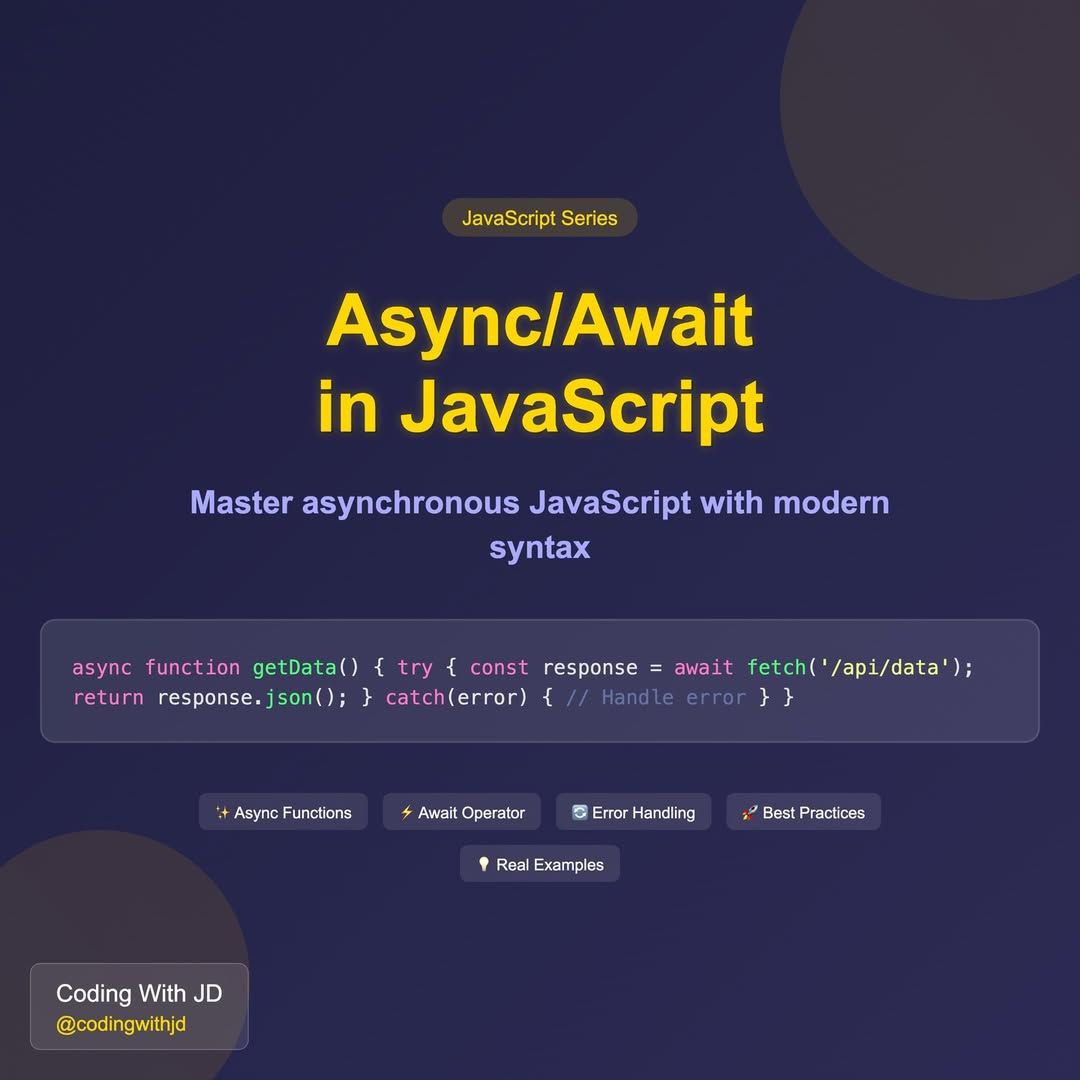 JavaScript Series
Async/Await
in JavaScript
Master asynchronous JavaScript with modern
syntax
async function getData() { try { const response = await fetch('/api/data');
return response.json(); } catch(error) { // Handle error } }
✨ Async Functions
⚡ Await Operator
🔄 Error Handling
🚀 Best Practices
💡 Real Examples
Coding With JD
@codingwithjd